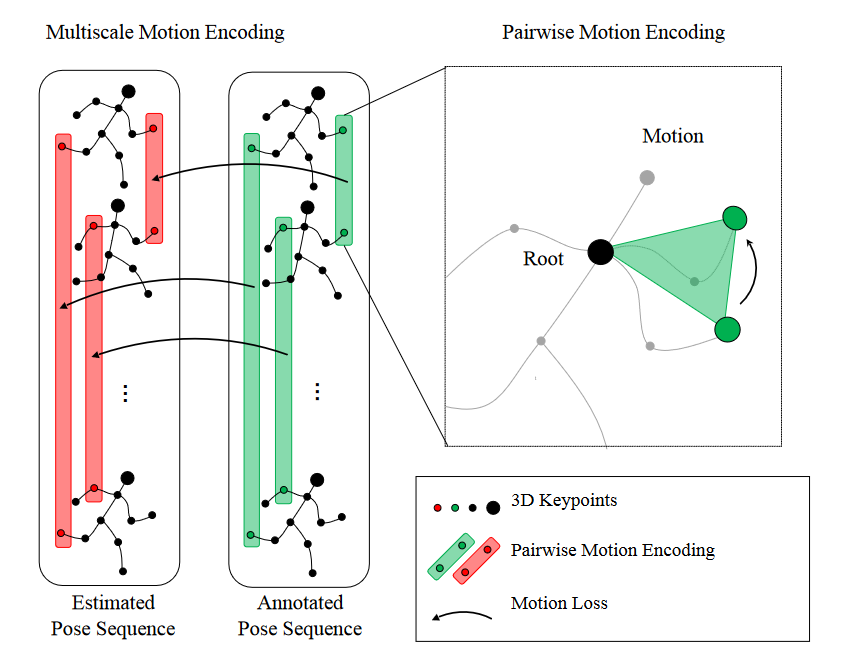 Multiscale Motion Encoding
Pairwise Motion Encoding
Motion
Root
3D Keypoints
Pairwise Motion Encoding
Motion Loss
Estimated
Pose Sequence
Annotated
Pose Sequence